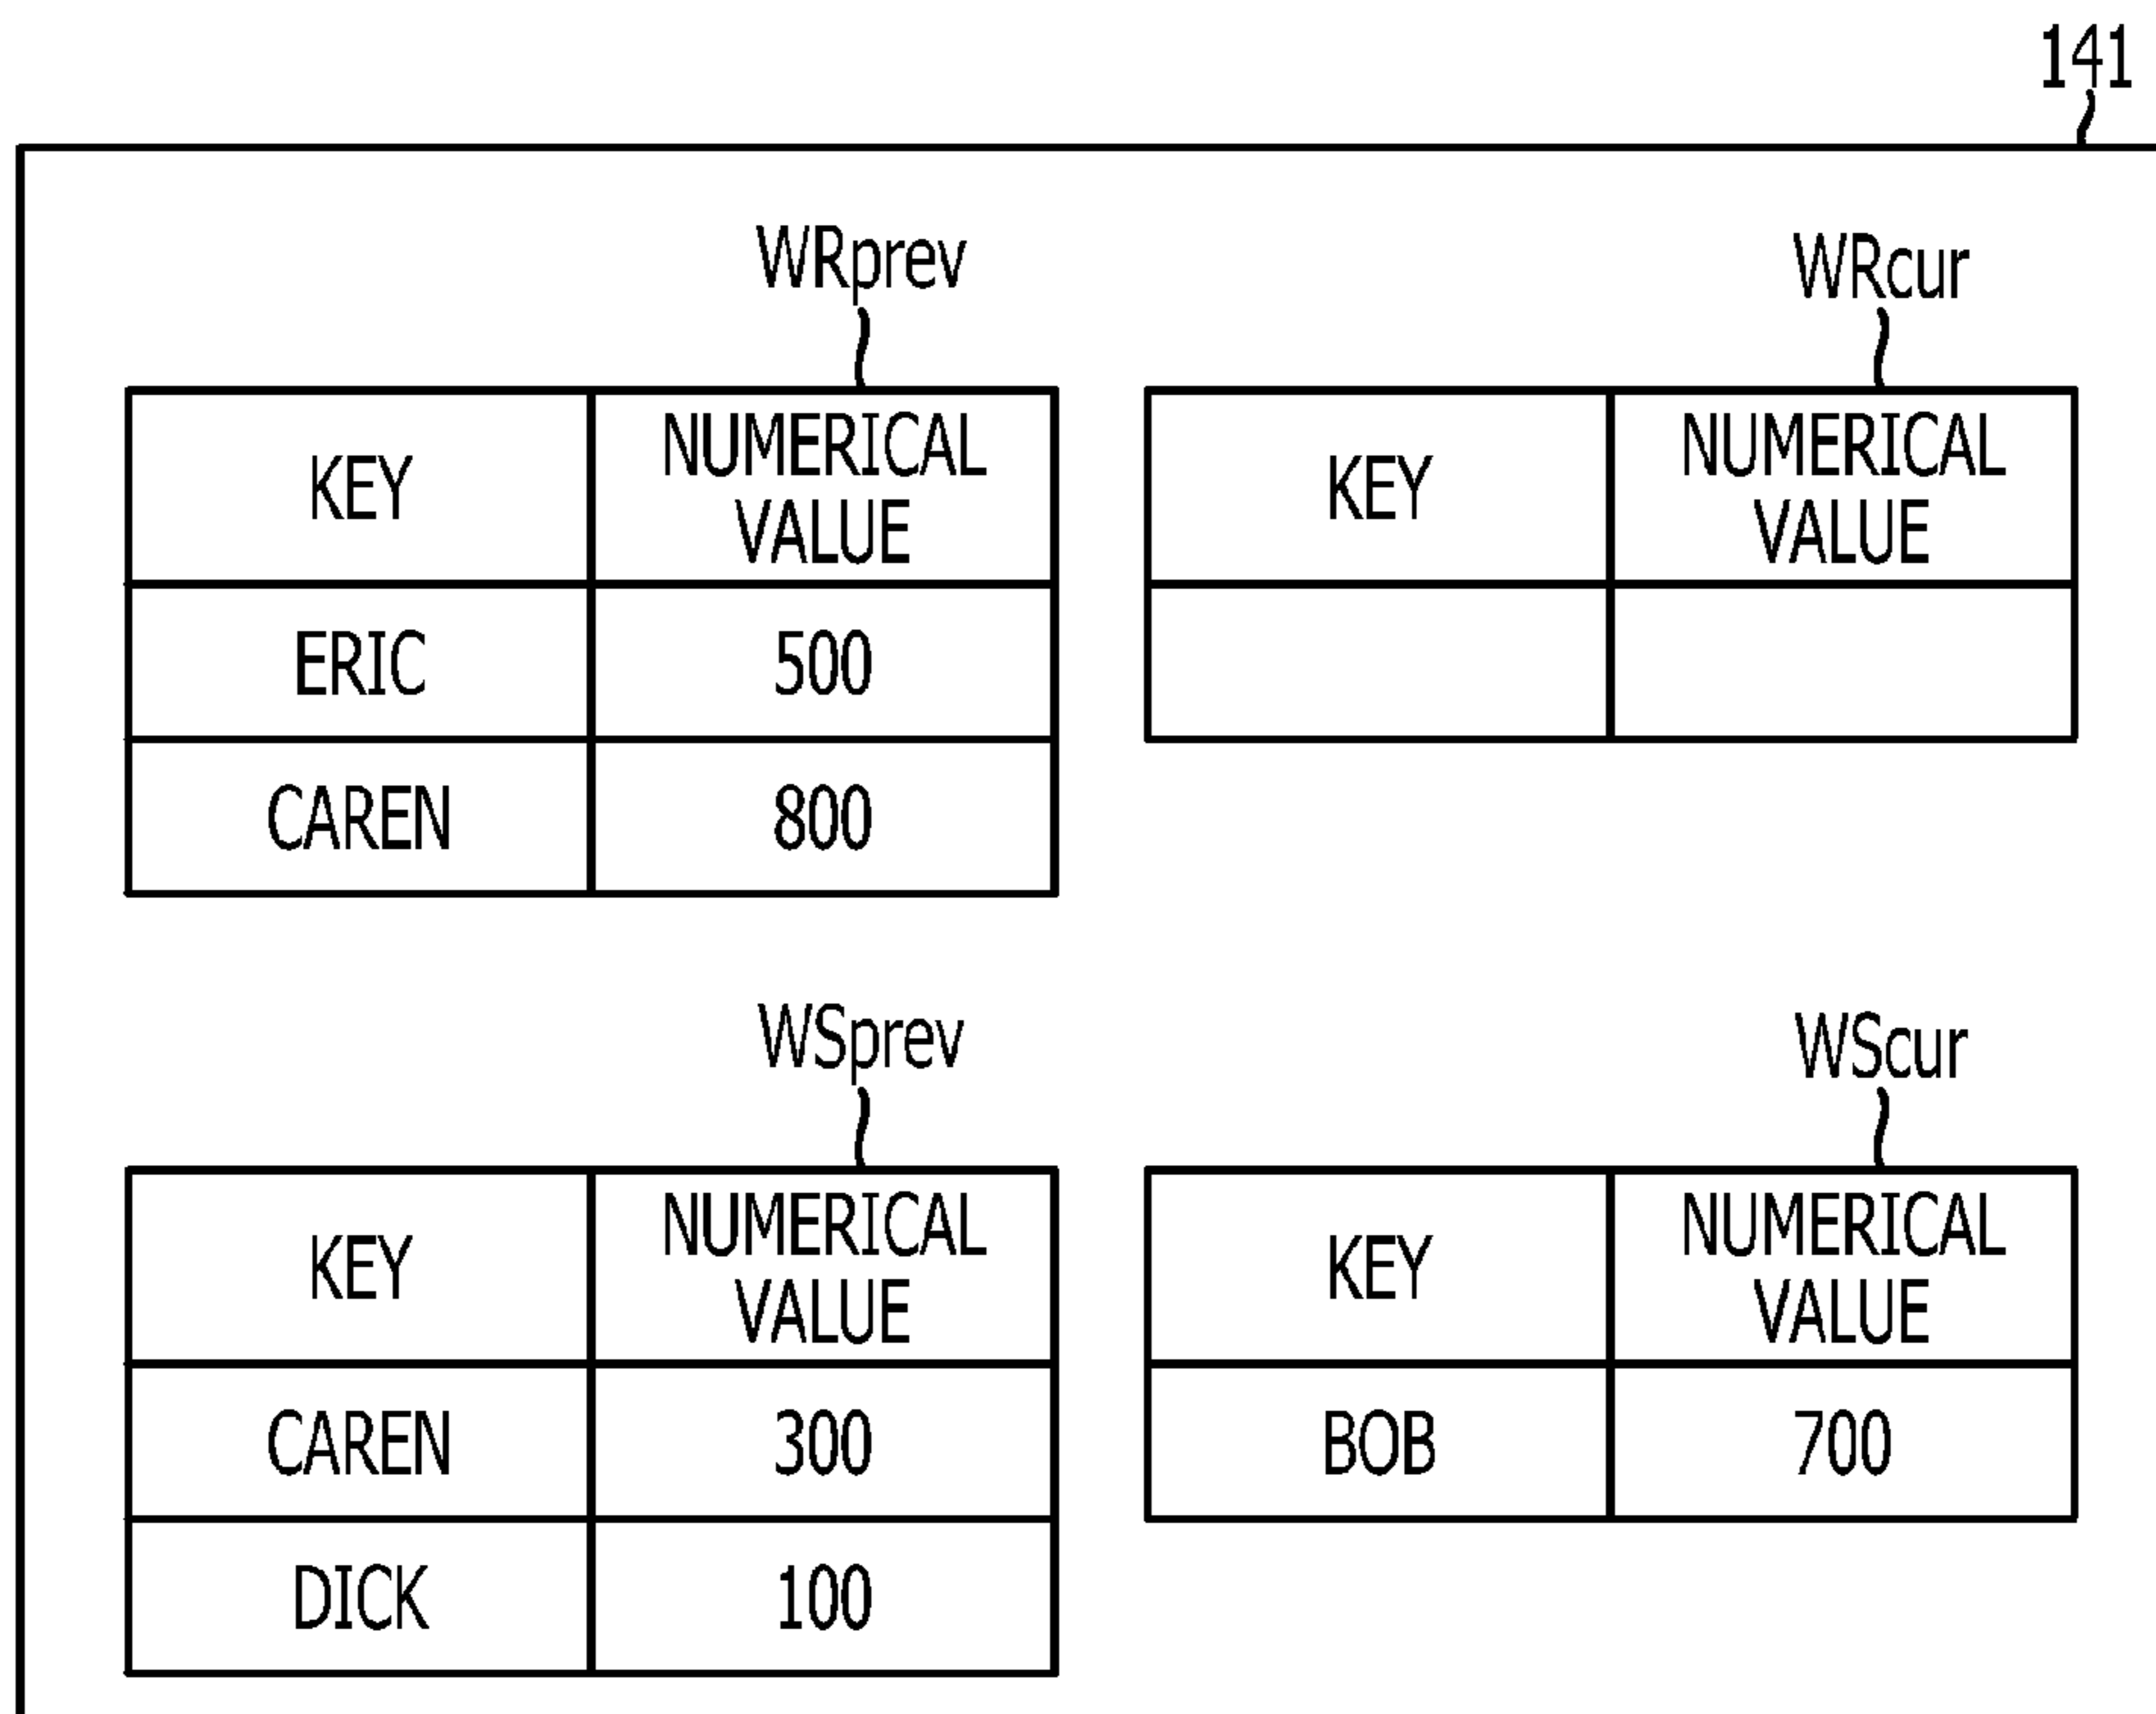 141
WRprev
WRcur
KEY
NUMERICAL
VALUE
ERIC
500
CAREN
800
KEY
NUMERICAL
VALUE
WSprev
WScur
KEY
NUMERICAL
VALUE
CAREN
300
DICK
100
KEY
NUMERICAL
VALUE
BOB
700